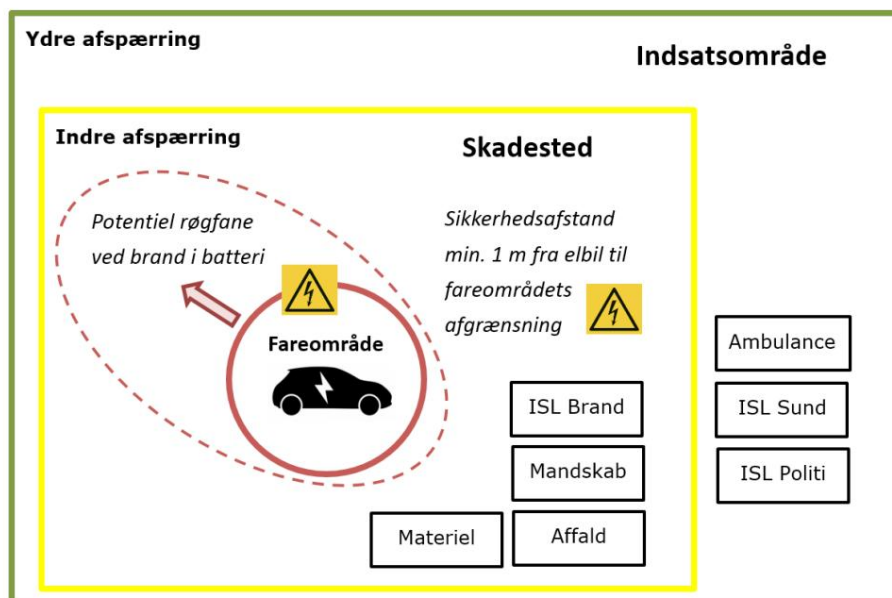 Ydre afspærring
Indsatsområde
Indre afspærring
Skadested
Potentiel røgfane
ved brand i batteri
Sikkerhedsafstand
min. 1 m fra elbil til
fareområdets
afgrænsning
Fareområde
Ambulance
ISL Brand
ISL Sund
Mandskab
ISL Politi
Materiel
Affald